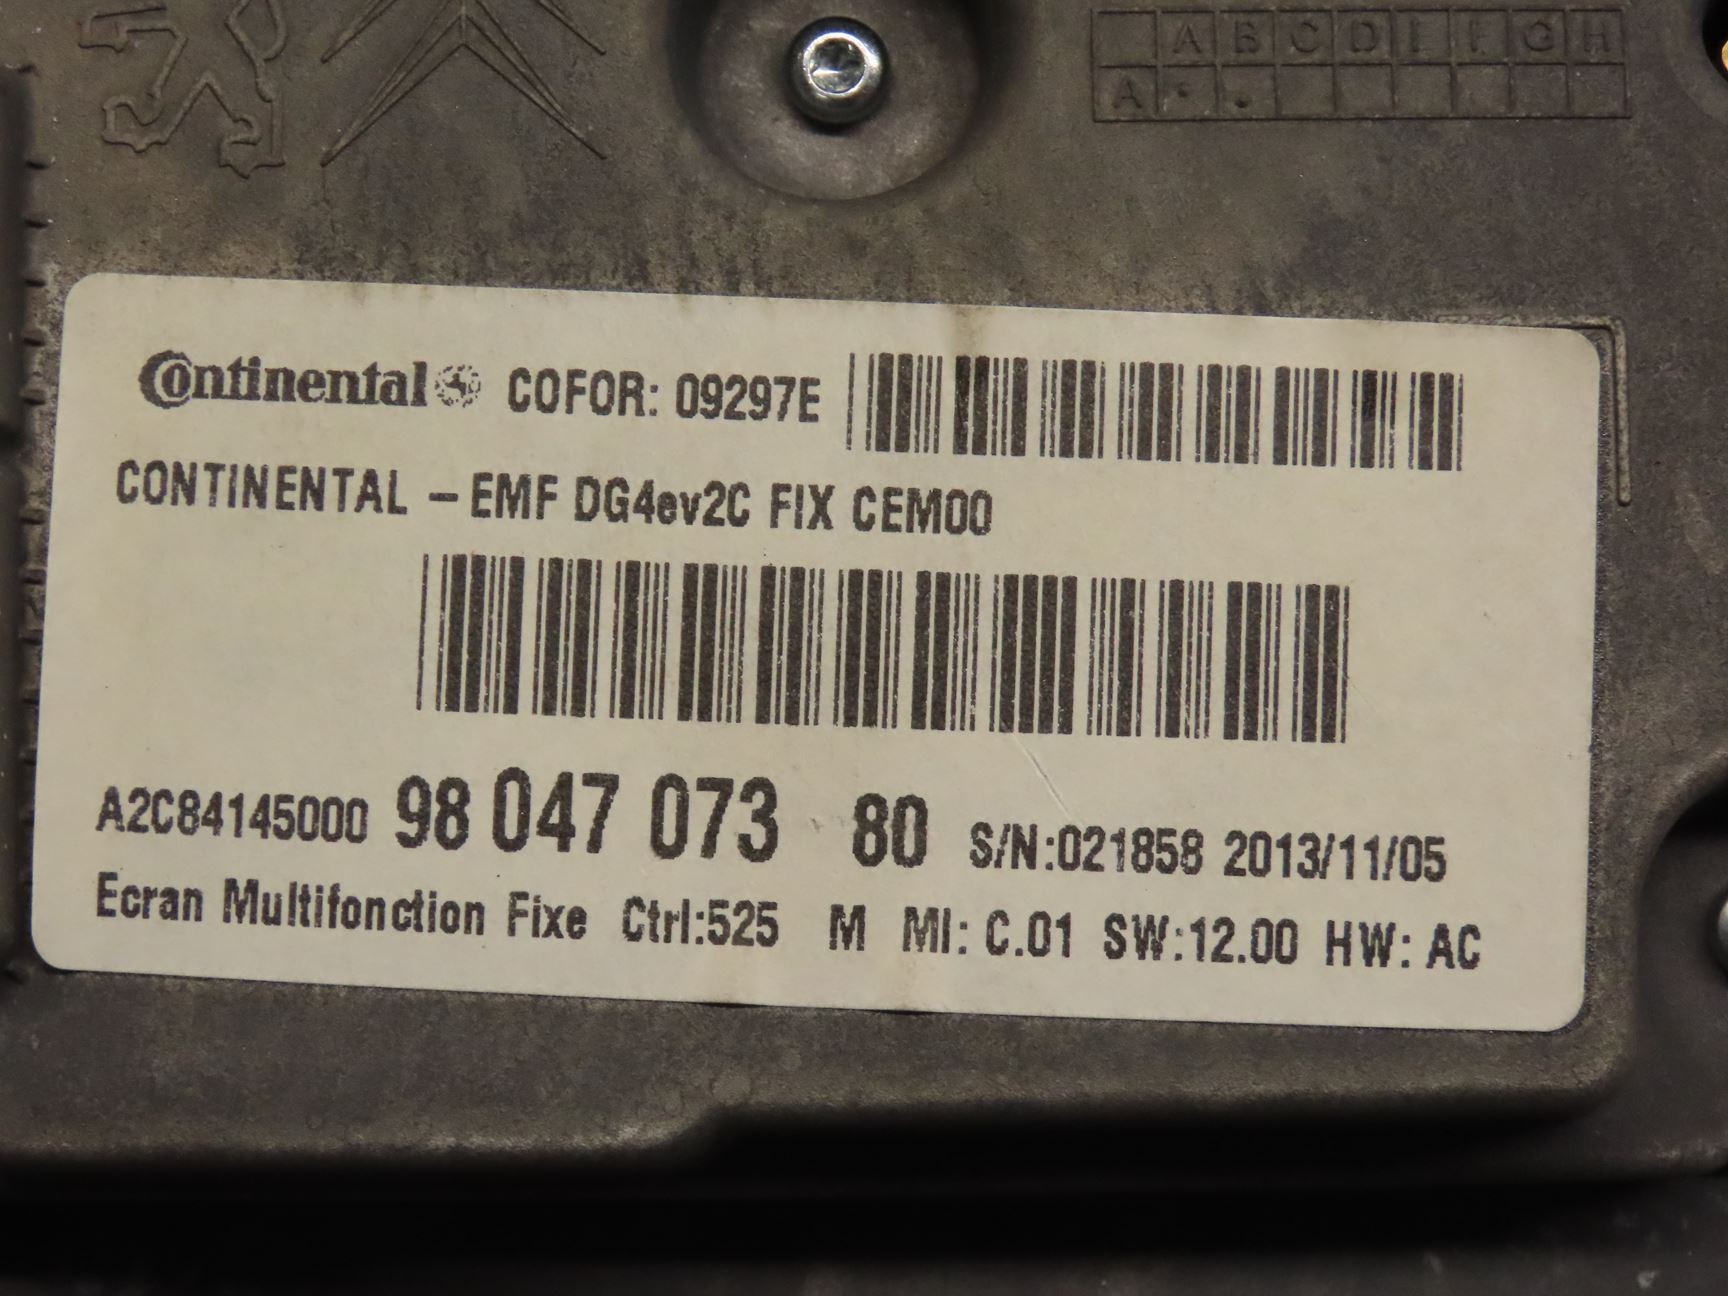 A B C D E F G H
A
Continental COFOR: 09297E
CONTINENTAL - EMF DG4ev2C FIX CEM00
A2C84145000 98 047 073 80 S/N:021858 2013/11/05
Ecran Multifonction Fixe Ctrl:525 M MI: C.01 SW:12.00 HW: AC